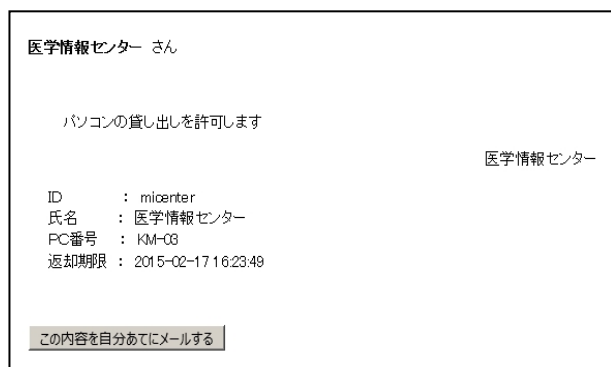 医学情報センター さん
パソコンの貸し出しを許可します
医学情報センター
ID : micenter
氏名 : 医学情報センター
PC番号 : KM-03
返却期限 : 2015-02-17 16:23:49
この内容を自分あてにメールする